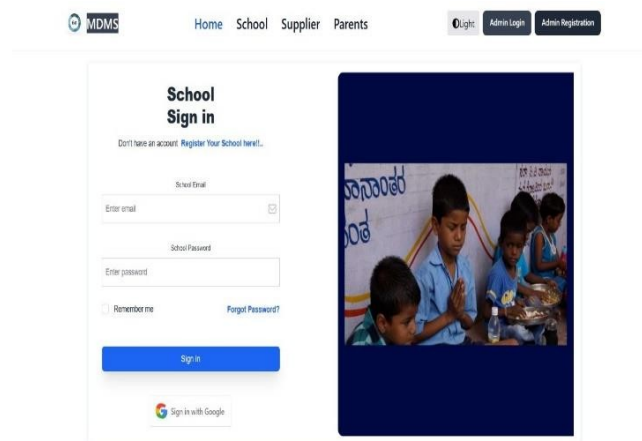 MDMS
Home School Supplier Parents
Light
Admin Login
Admin Registration
School
Sign in
Don't have an account Register Your School here!!..
School Email
Enter email
School Password
Enter password
Remember me
Forgot Password?
Sign In
Sign in with Google